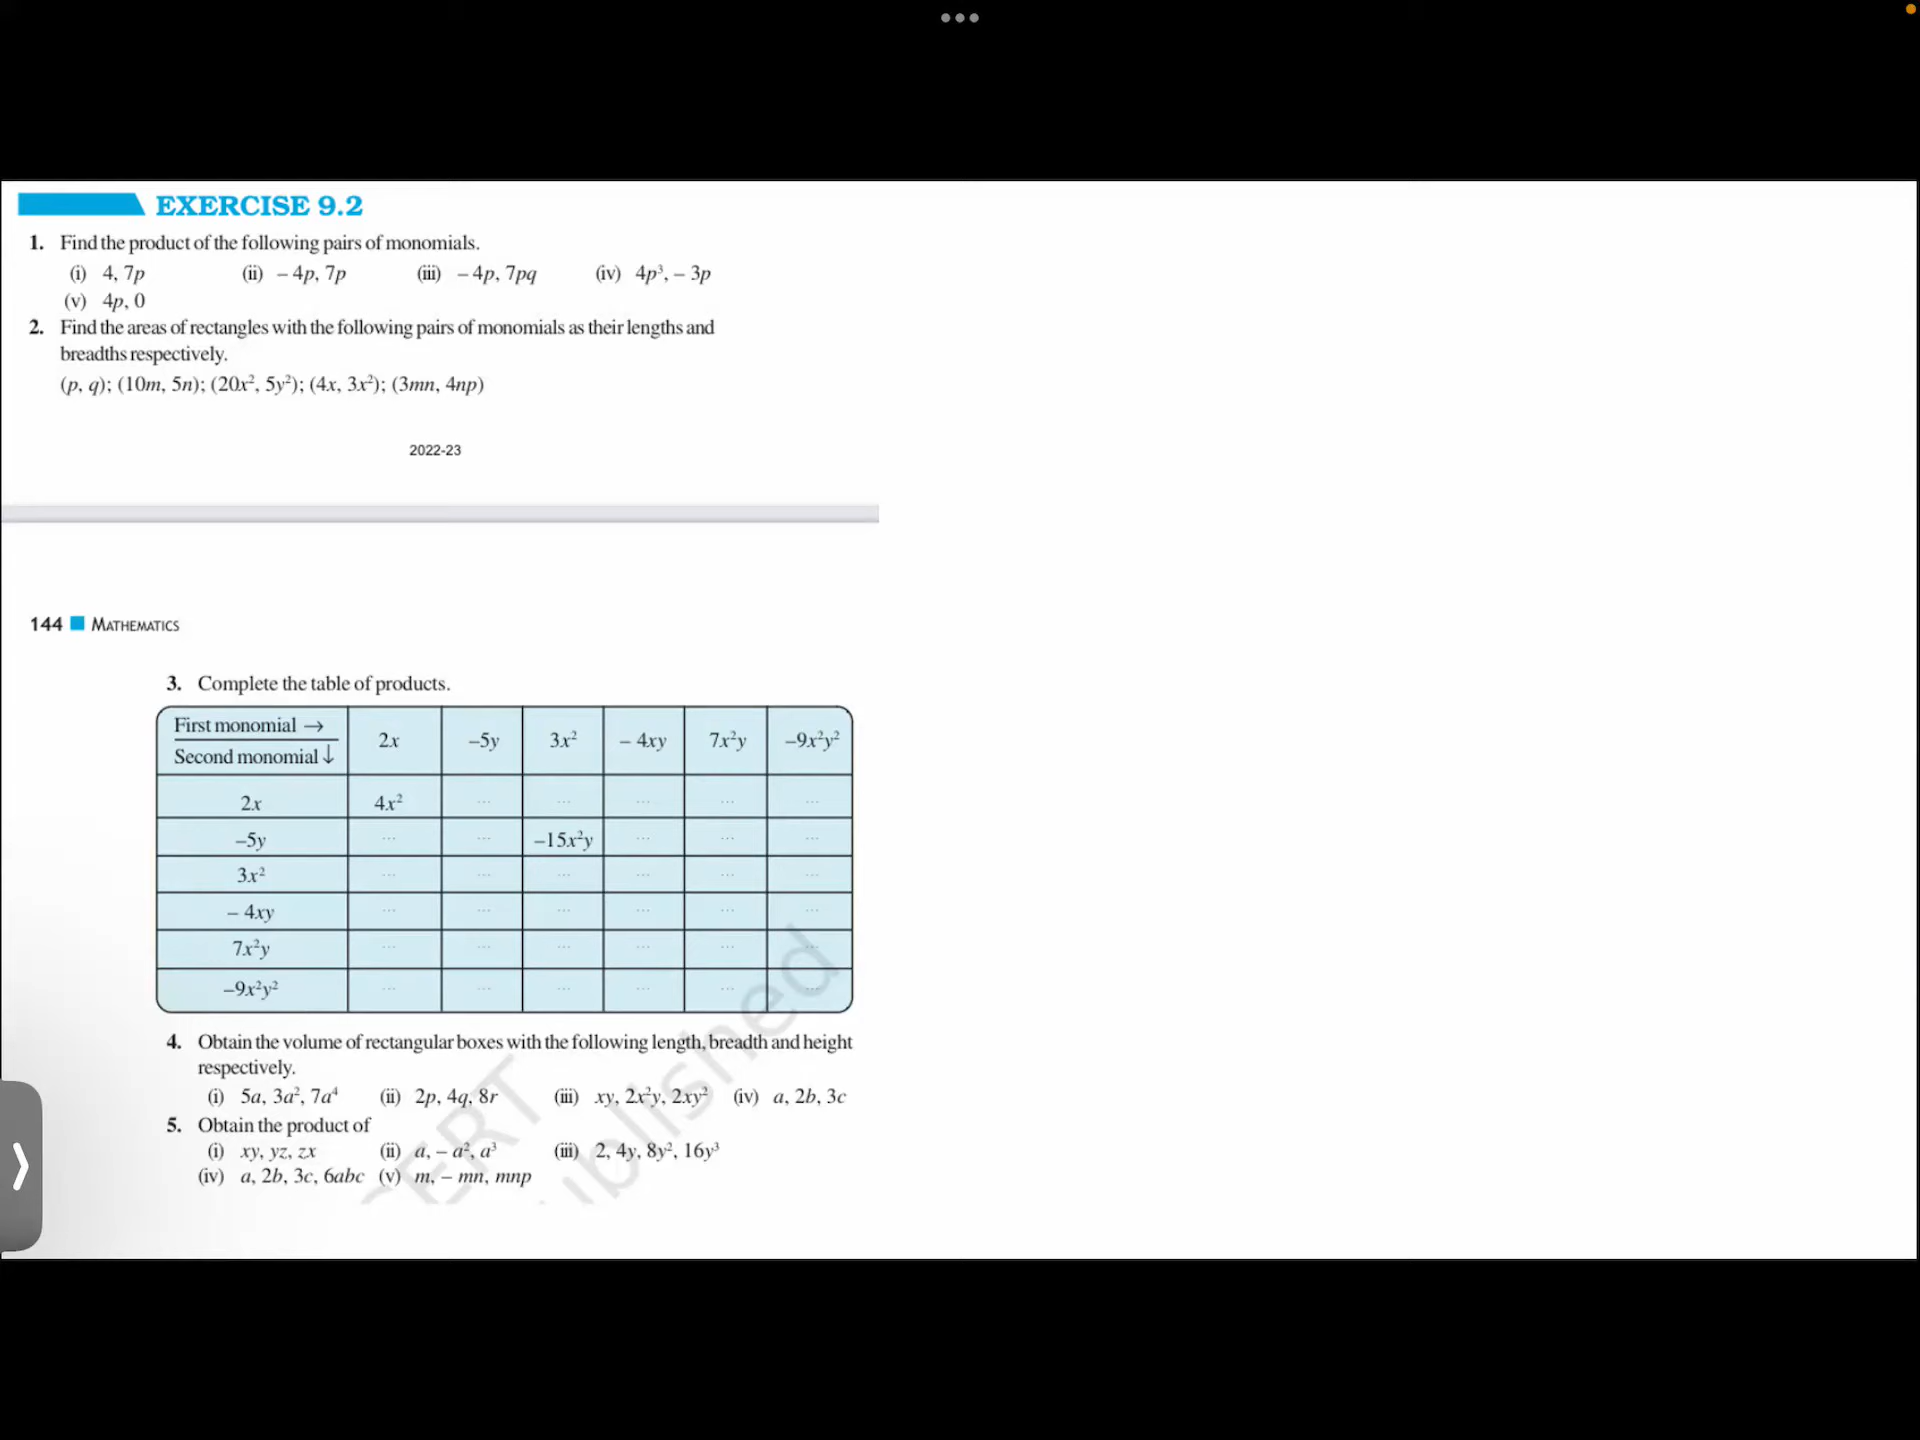 EXERCISE 9.2
1. Find the product of the following pairs of monomials.
(i) 4, 7p (ii) – 4p, 7p (iii) – 4p, 7pq (iv) 4p³, – 3p
(v) 4p, 0
2. Find the areas of rectangles with the following pairs of monomials as their lengths and
breadths respectively.
(p, q); (10m, 5n); (20x², 5y²); (4x, 3x²); (3mn, 4np)
2022-23
144 MATHEMATICS
3. Complete the table of products.
First monomial → 2x –5y 3x² – 4xy 7x²y –9x²y²
Second monomial ↓
2x 4x² ... ... ... ... ...
–5y ... ... –15x²y ... ... ...
3x² ... ... ... ... ... ...
– 4xy ... ... ... ... ... ...
7x²y ... ... ... ... ... ...
–9x²y² ... ... ... ... ... ...
4. Obtain the volume of rectangular boxes with the following length, breadth and height
respectively.
(i) 5a, 3a², 7a⁴ (ii) 2p, 4q, 8r (iii) xy, 2x²y, 2xy² (iv) a, 2b, 3c
5. Obtain the product of
(i) xy, yz, zx (ii) a, – a², a³ (iii) 2, 4y, 8y², 16y³
(iv) a, 2b, 3c, 6abc (v) m, – mn, mnp